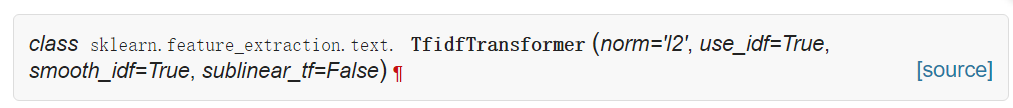 class sklearn.feature_extraction.text. TfidfTransformer (norm='l2', use_idf=True,
smooth_idf=True, sublinear_tf=False) ¶ [source]